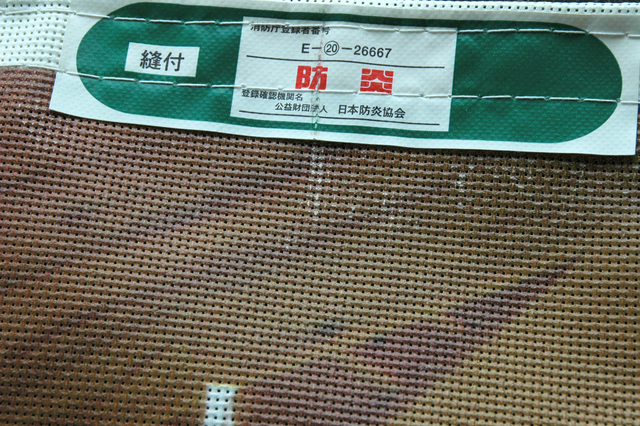 縫付
消防庁登録者番号
E-⑳-26667
防炎
登録確認機関名
公益財団法人 日本防炎協会